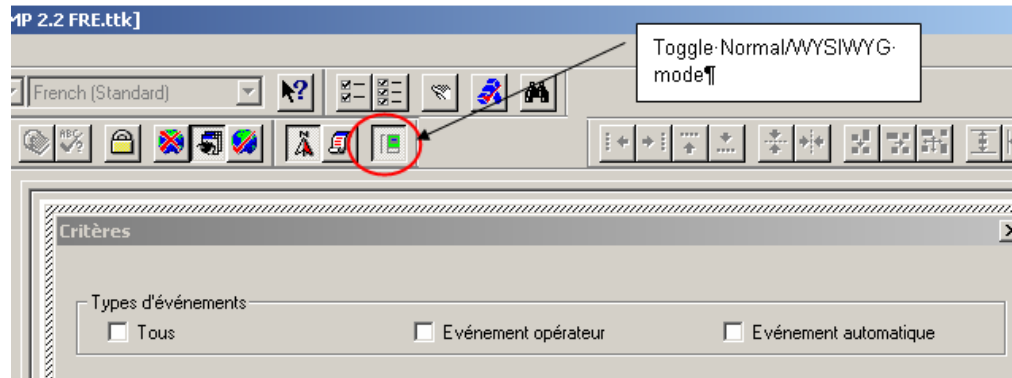 MP 2.2 FRE.ttk]
Toggle·Normal/WYSIWYG·
mode¶
French (Standard)
ABC
Critères
Types d'événements
Tous
Evénement opérateur
Evénement automatique